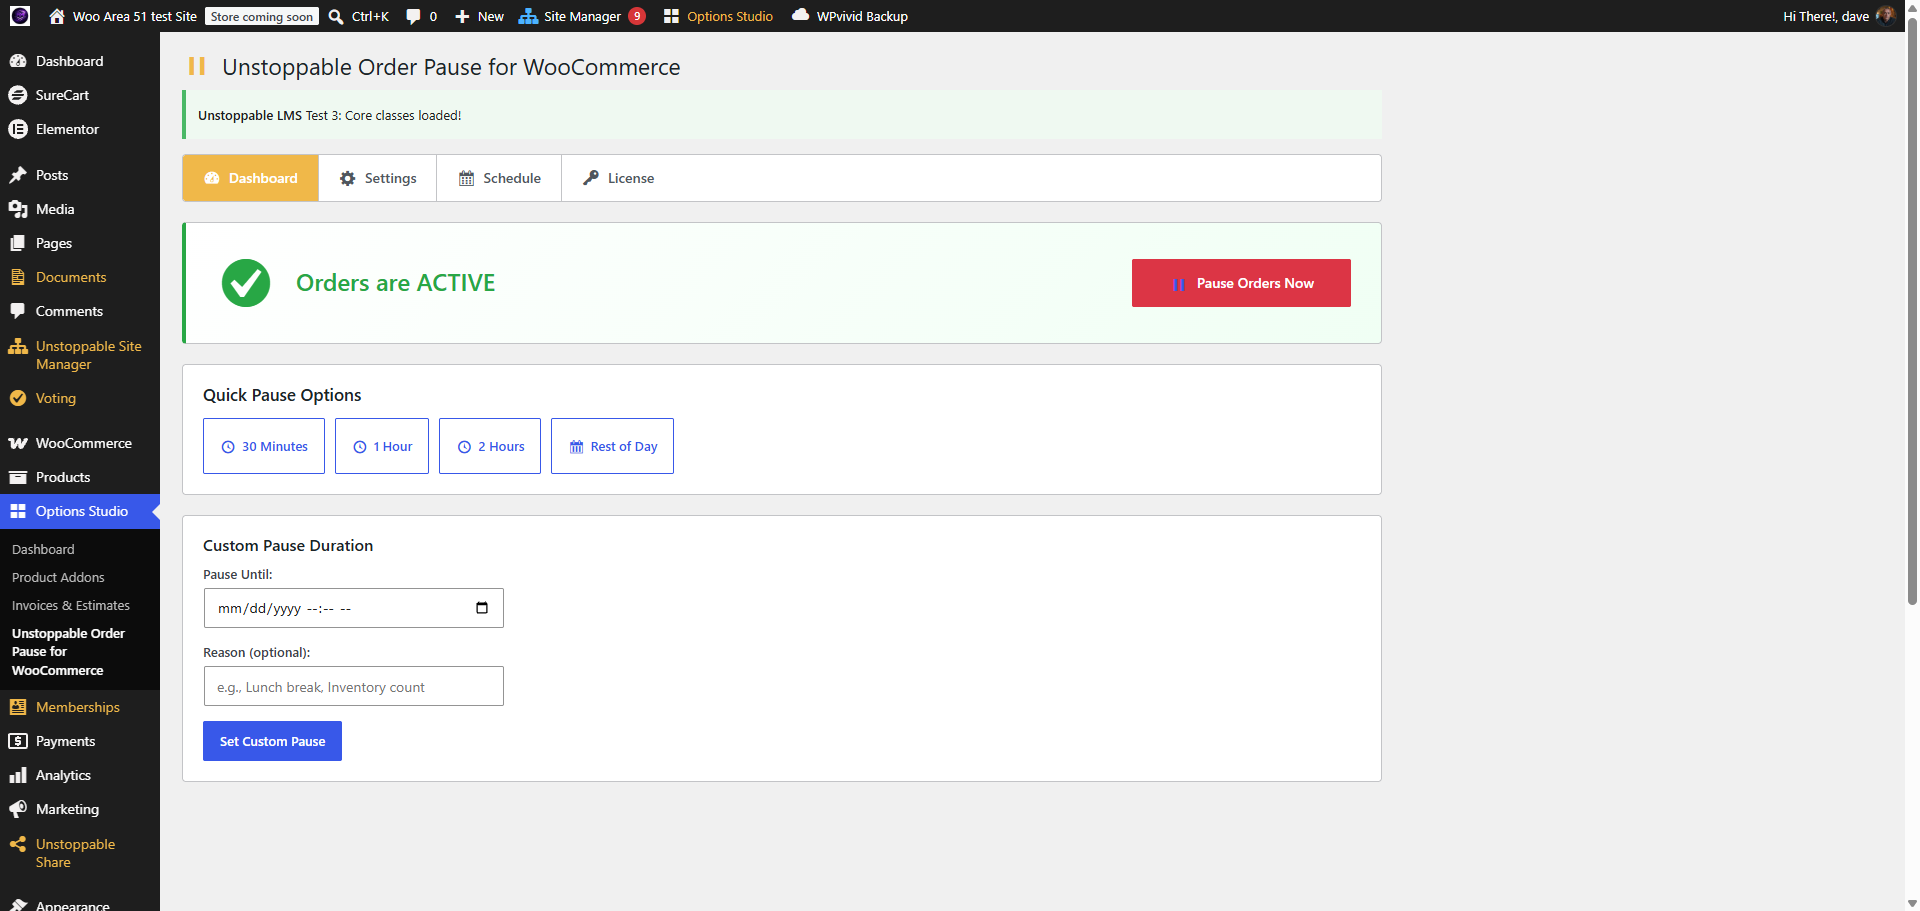 Woo Area 51 test Site
Store coming soon
Ctrl+K
0
New
Site Manager
9
Options Studio
WPvivid Backup
Hi There!, dave
Dashboard
SureCart
Elementor
Posts
Media
Pages
Documents
Comments
Unstoppable Site
Manager
Voting
WooCommerce
Products
Options Studio
Dashboard
Product Addons
Invoices & Estimates
Unstoppable Order
Pause for
WooCommerce
Memberships
Payments
Analytics
Marketing
Unstoppable
Share
Appearance
Unstoppable Order Pause for WooCommerce
Unstoppable LMS Test 3: Core classes loaded!
Dashboard
Settings
Schedule
License
Orders are ACTIVE
Pause Orders Now
Quick Pause Options
30 Minutes
1 Hour
2 Hours
Rest of Day
Custom Pause Duration
Pause Until:
mm/dd/yyyy --:-- --
Reason (optional):
e.g., Lunch break, Inventory count
Set Custom Pause